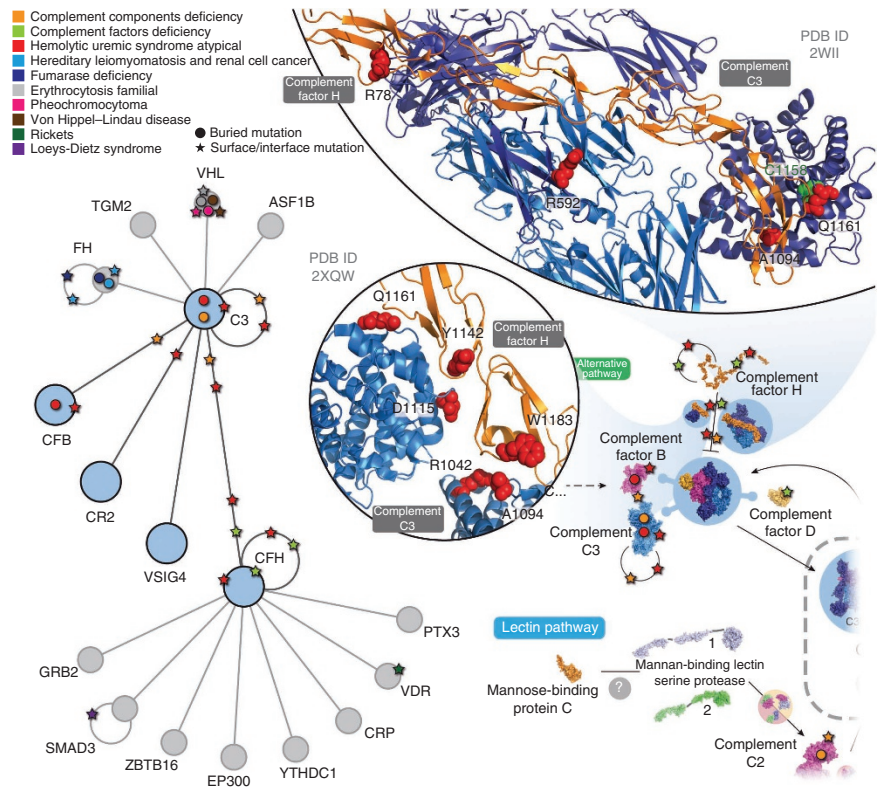 Complement components deficiency
Complement factors deficiency
Hemolytic uremic syndrome atypical
Hereditary leiomyomatosis and renal cell cancer
Fumarase deficiency
Erythrocytosis familial
Pheochromocytoma
Von Hippel–Lindau disease
Rickets
Loeys-Dietz syndrome
Buried mutation
Surface/interface mutation
PDB ID
2WII
Complement
factor H
R78
Complement
C3
C1158
R592
Q1161
A1094
VHL
TGM2
ASF1B
FH
C3
CFB
CR2
VSIG4
CFH
GRB2
SMAD3
ZBTB16
EP300
YTHDC1
CRP
VDR
PTX3
PDB ID
2XQW
Q1161
Y1142
Complement
factor H
D1115
W1183
R1042
Complement
C3
A1094
C...
Alternative
pathway
Complement
factor H
Complement
factor B
Complement
C3
Complement
factor D
C3
Lectin pathway
Mannose-binding
protein C
?
1
Mannan-binding lectin
serine protease
2
Complement
C2